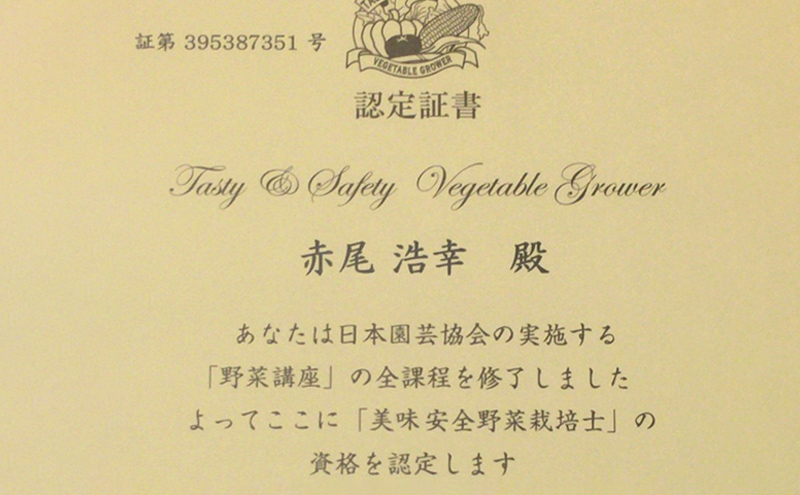 証第 395387351 号
VEGETABLE GROWER
認定証書
Tasty & Safety Vegetable Grower
赤尾 浩幸 殿
あなたは日本園芸協会の実施する
「野菜講座」の全課程を修了しました
よってここに「美味安全野菜栽培士」の
資格を認定します